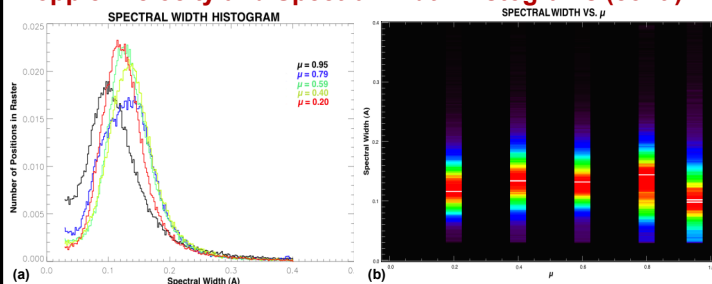 SPECTRAL WIDTH HISTOGRAM
Number of Positions in Raster
0.025
0.020
0.015
0.010
0.005
0.000
μ = 0.95
μ = 0.79
μ = 0.59
μ = 0.40
μ = 0.20
0 0.1 0.2 0.3 0.4 0.
Spectral Width (A)
(a)
SPECTRAL WIDTH VS. μ
Spectral Width (A)
0.4
0.3
0.2
0.1
0.0
0.0 0.2 0.4 0.6 0.8
μ
(b)